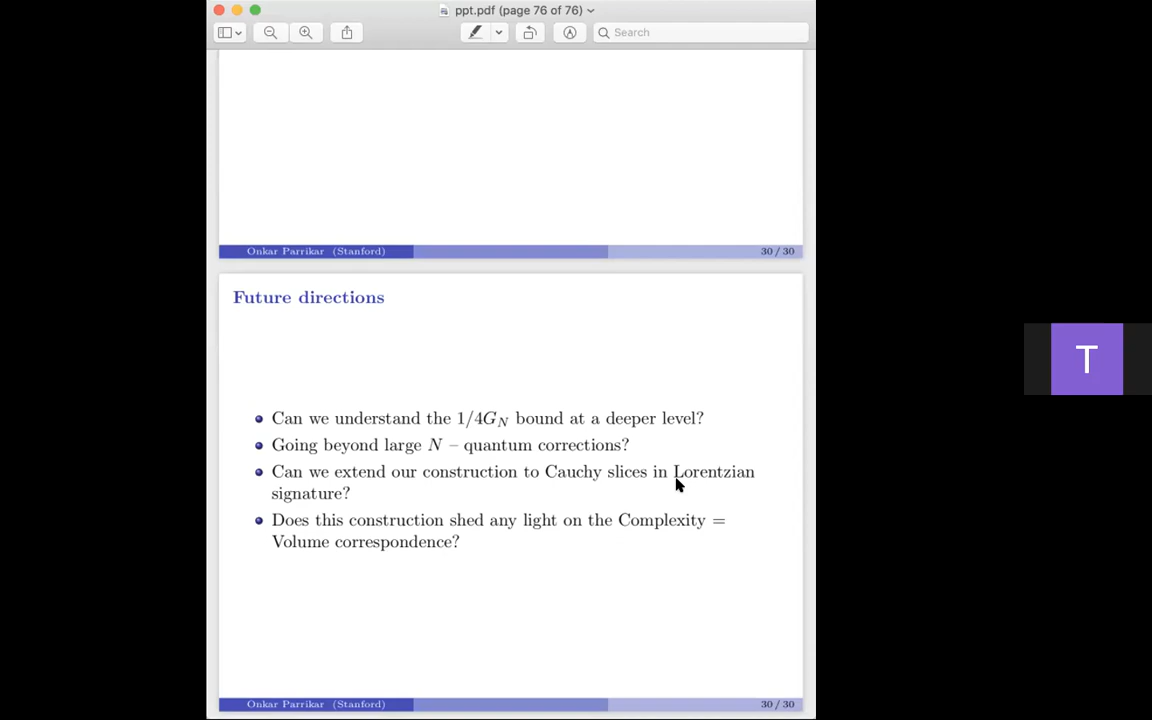 ppt.pdf (page 76 of 76)
Search
Onkar Parrikar (Stanford) 30 / 30
Future directions
Can we understand the 1/4G_N bound at a deeper level?
Going beyond large N – quantum corrections?
Can we extend our construction to Cauchy slices in Lorentzian
signature?
Does this construction shed any light on the Complexity =
Volume correspondence?
Onkar Parrikar (Stanford) 30 / 30
T